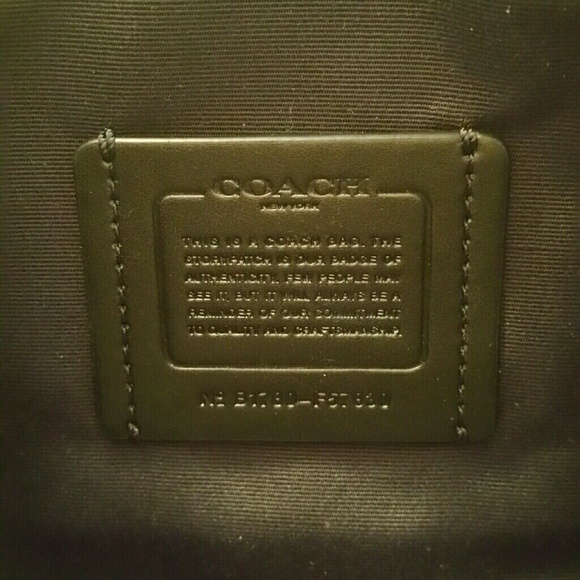 COACH
NEW YORK
THIS IS A COACH BAG. THE
STORYPATCH IS OUR BADGE OF
AUTHENTICITY. FEW PEOPLE MAY
SEE IT, BUT IT WILL ALWAYS BE A
REMINDER OF OUR COMMITMENT
TO QUALITY AND CRAFTSMANSHIP.
Nº